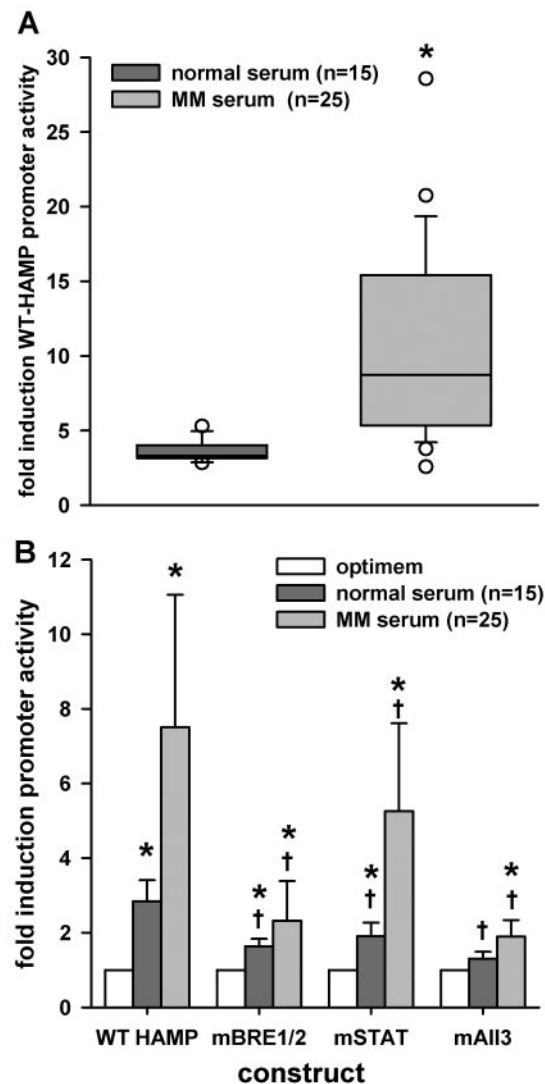 A
fold induction WT-HAMP promoter activity
30
25
20
15
10
5
0
normal serum (n=15)
MM serum (n=25)
*
B
fold induction promoter activity
12
10
8
6
4
2
0
optimem
normal serum (n=15)
MM serum (n=25)
* *
* † * †
* † * †
† * †
WT HAMP mBRE1/2 mSTAT mAll3
construct